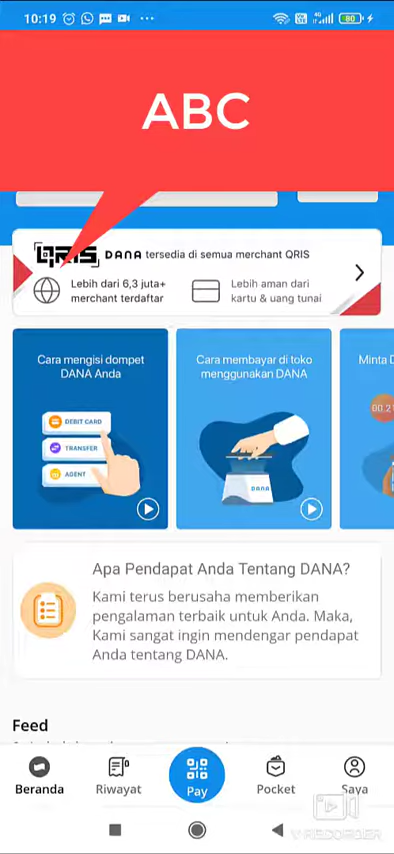 10:19
4G
80
ABC
QRIS DANA tersedia di semua merchant QRIS
Lebih dari 6,3 juta+
merchant terdaftar
Lebih aman dari
kartu & uang tunai
Cara mengisi dompet
DANA Anda
DEBIT CARD
TRANSFER
AGENT
Cara membayar di toko
menggunakan DANA
DANA
Minta D
00:2
Apa Pendapat Anda Tentang DANA?
Kami terus berusaha memberikan
pengalaman terbaik untuk Anda. Maka,
Kami sangat ingin mendengar pendapat
Anda tentang DANA.
Feed
Beranda
Riwayat
Pay
Pocket
Saya
V RECORDER